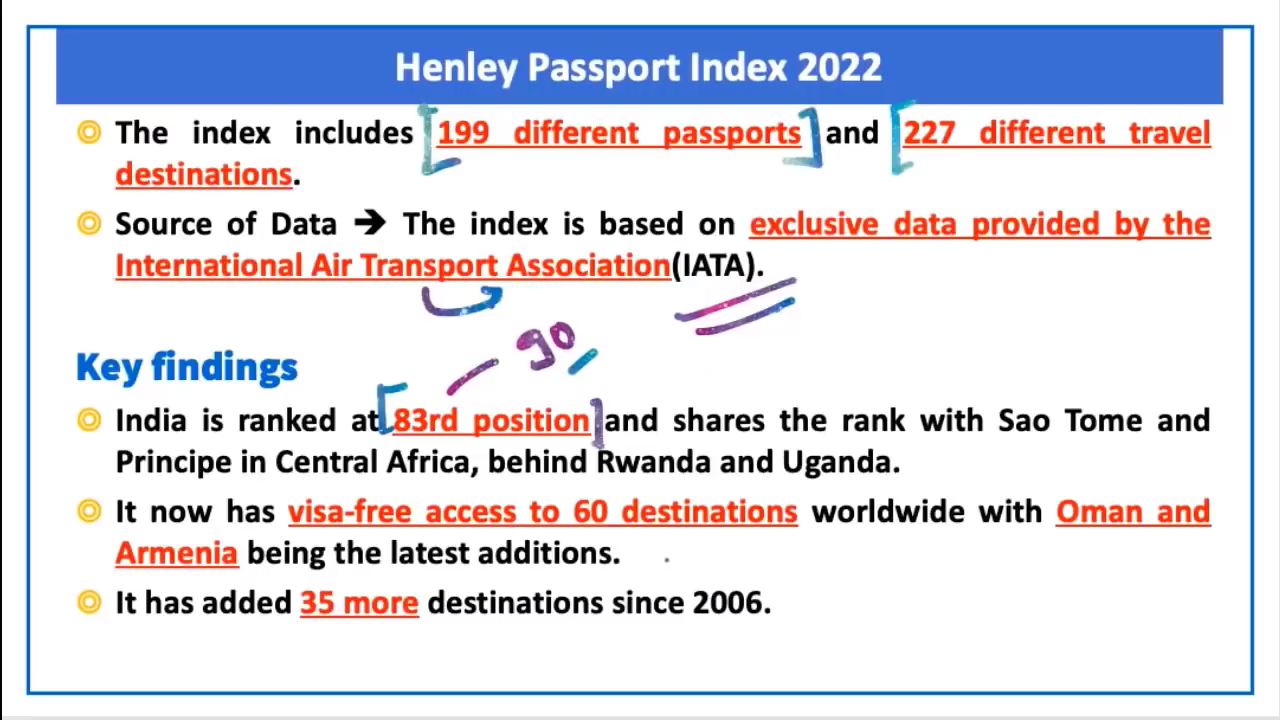 Henley Passport Index 2022
◎ The index includes 199 different passports and 227 different travel
destinations.
◎ Source of Data ➔ The index is based on exclusive data provided by the
International Air Transport Association(IATA).
90
Key findings
◎ India is ranked at 83rd position and shares the rank with Sao Tome and
Principe in Central Africa, behind Rwanda and Uganda.
◎ It now has visa-free access to 60 destinations worldwide with Oman and
Armenia being the latest additions.
◎ It has added 35 more destinations since 2006.